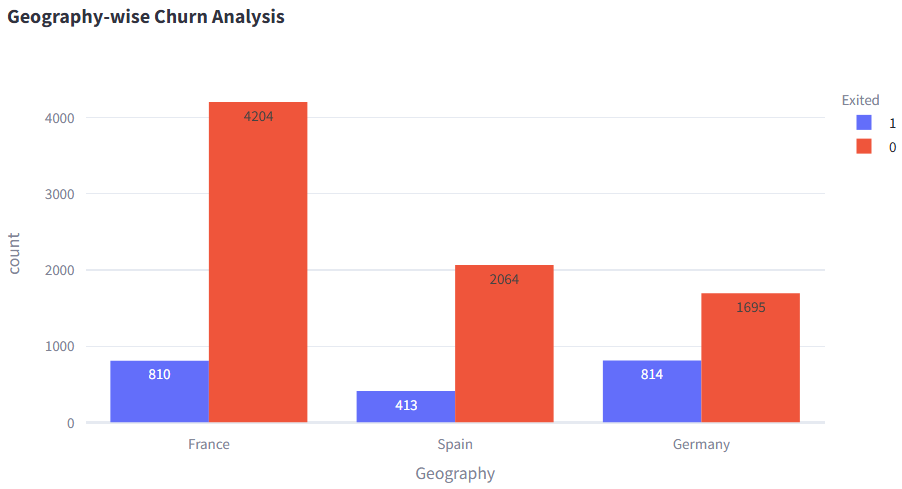 Geography-wise Churn Analysis
Exited
1
0
count
4000
3000
2000
1000
0
4204
2064
1695
810
413
814
France
Spain
Germany
Geography